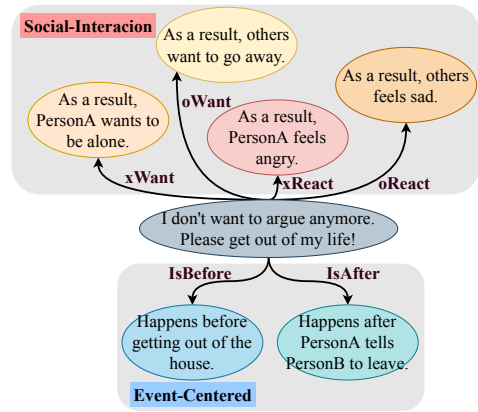 Social-Interacion
As a result, others
want to go away.
As a result, others
feels sad.
As a result,
PersonA wants to
be alone.
oWant
As a result,
PersonA feels
angry.
xWant
xReact
oReact
I don't want to argue anymore.
Please get out of my life!
IsBefore
IsAfter
Happens before
getting out of the
house.
Happens after
PersonA tells
PersonB to leave.
Event-Centered